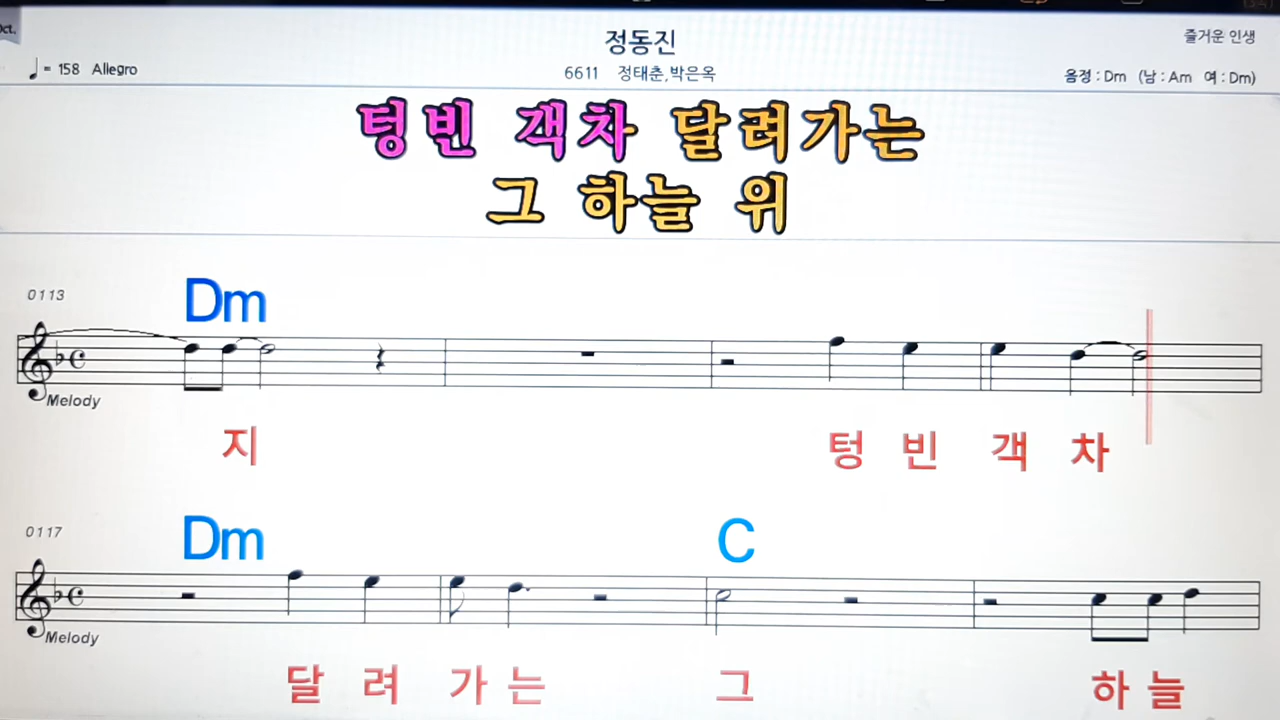 Oct.
정동진
즐거운 인생
♩= 158 Allegro
6611 정태춘,박은옥
음정 : Dm (남 : Am 여 : Dm)
텅빈 객차 달려가는
그 하늘 위
0113
Dm
Melody
지 텅 빈 객 차
0117
Dm C
Melody
달 려 가 는 그 하 늘